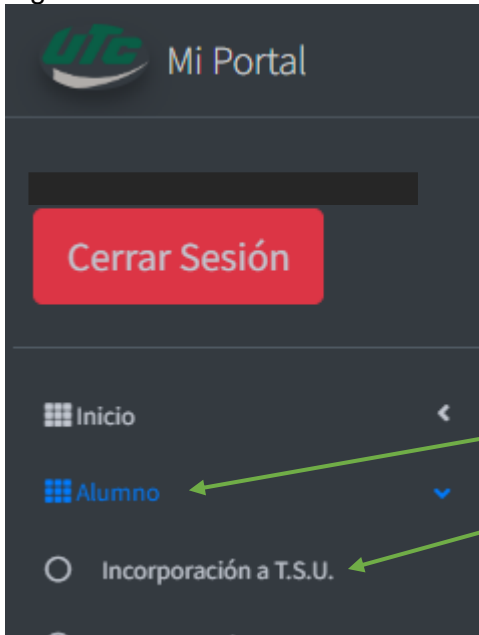 UTC Mi Portal
Cerrar Sesión
Inicio
Alumno
Incorporación a T.S.U.